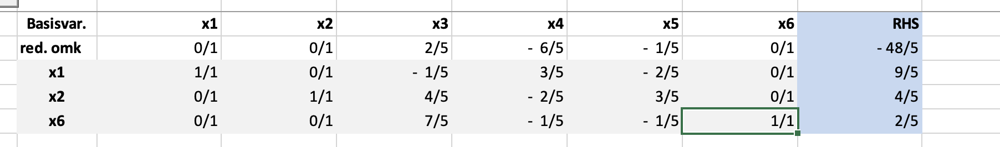 Basisvar. x1 x2 x3 x4 x5 x6 RHS
red. omk 0/1 0/1 2/5 - 6/5 - 1/5 0/1 - 48/5
x1 1/1 0/1 - 1/5 3/5 - 2/5 0/1 9/5
x2 0/1 1/1 4/5 - 2/5 3/5 0/1 4/5
x6 0/1 0/1 7/5 - 1/5 - 1/5 1/1 2/5